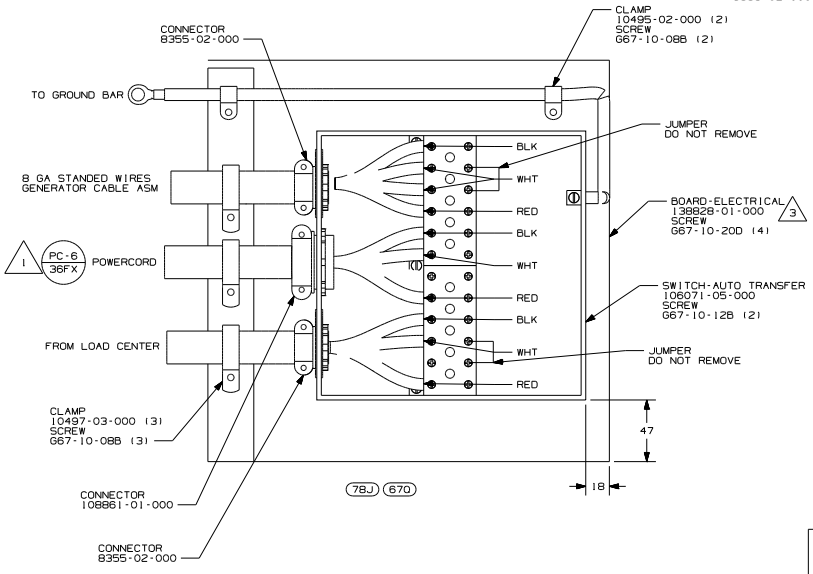 CLAMP
10495-02-000 (2)
SCREW
G67-10-08B (2)
CONNECTOR
8355-02-000
TO GROUND BAR
JUMPER
DO NOT REMOVE
BLK
WHT
RED
8 GA STANDED WIRES
GENERATOR CABLE ASM
BOARD-ELECTRICAL
138828-01-000
SCREW
G67-10-20D (4)
3
1
PC-6
36FX
POWERCORD
BLK
WHT
RED
SWITCH-AUTO TRANSFER
106071-05-000
SCREW
G67-10-12B (2)
FROM LOAD CENTER
BLK
WHT
RED
JUMPER
DO NOT REMOVE
CLAMP
10497-03-000 (3)
SCREW
G67-10-08B (3)
47
18
CONNECTOR
108861-01-000
78J
67Q
CONNECTOR
8355-02-000